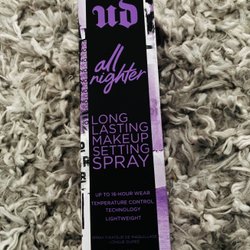 ud
all
nighter
LONG
LASTING
MAKEUP
SETTING
SPRAY
UP TO 16-HOUR WEAR
TEMPERATURE CONTROL
TECHNOLOGY
LIGHTWEIGHT